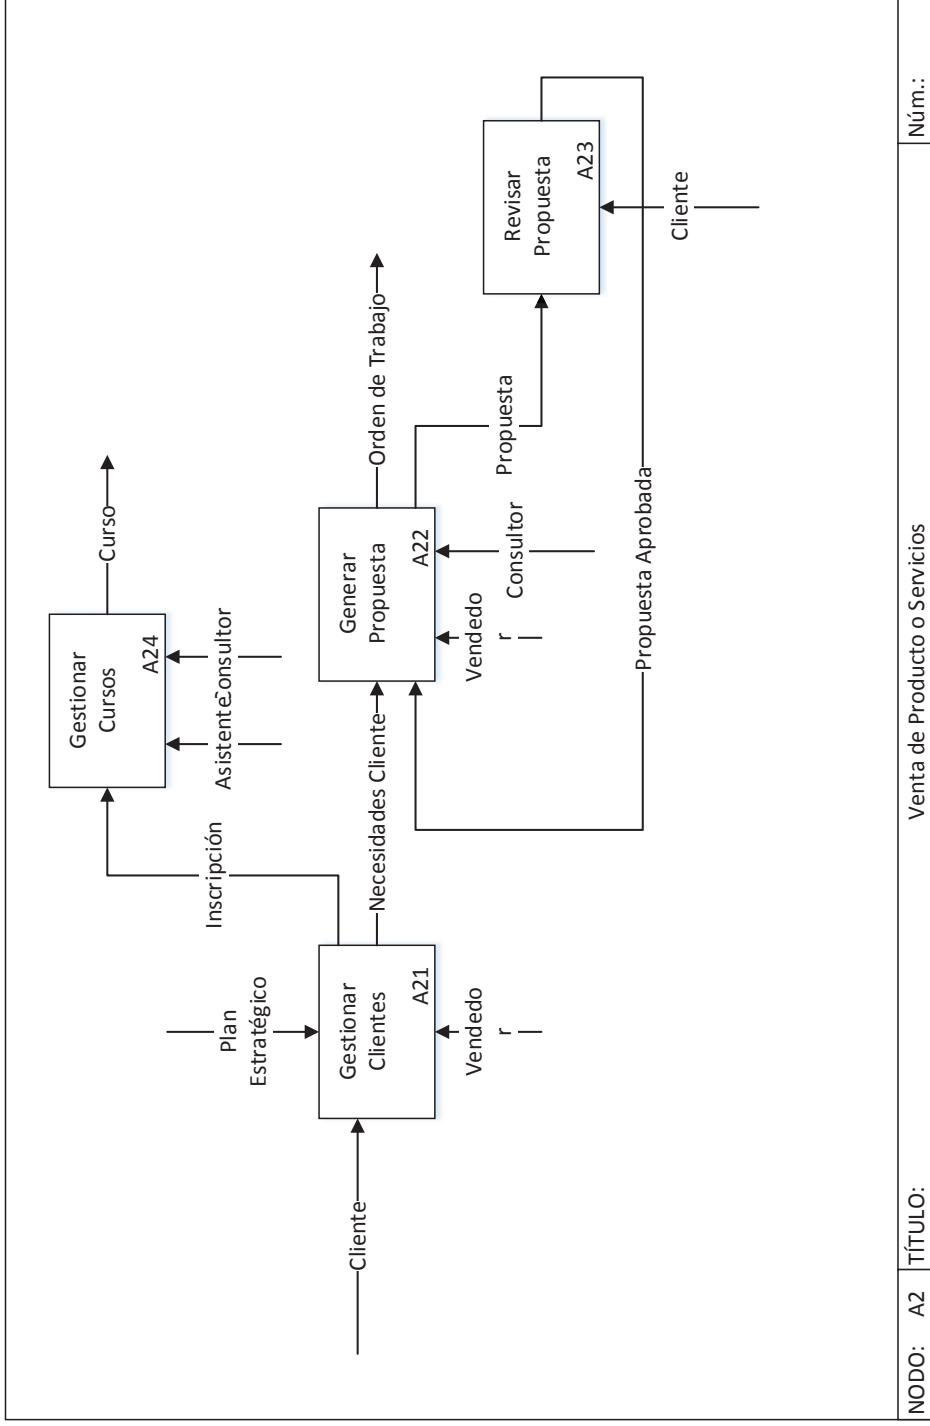 Gestionar
Cursos
A24
Curso
Inscripción
Asistente
Consultor
Plan
Estratégico
Cliente
Gestionar
Clientes
A21
Vendedo
r
Necesidades Cliente
Generar
Propuesta
A22
Orden de Trabajo
Vendedo
r
Consultor
Propuesta
Revisar
Propuesta
A23
Cliente
Propuesta Aprobada
NODO: A2 TÍTULO: Venta de Producto o Servicios Núm.: